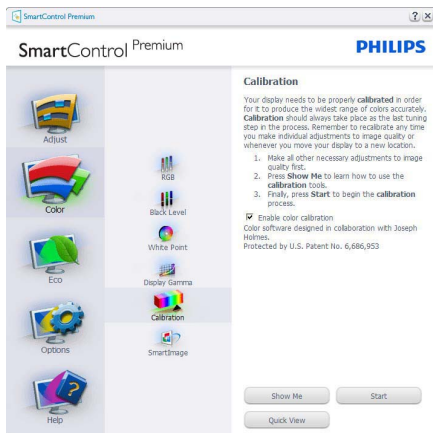 SmartControl Premium
? X
SmartControl Premium
PHILIPS
Adjust
Color
Eco
Options
Help
RGB
Black Level
White Point
Display Gamma
Calibration
SmartImage
Calibration
Your display needs to be properly calibrated in order
for it to produce the widest range of colors accurately.
Calibration should always take place as the last tuning
step in the process. Remember to recalibrate any time
you make individual adjustments to image quality or
whenever you move your display to a new location.
1. Make all other necessary adjustments to image
quality first.
2. Press Show Me to learn how to use the
calibration tools.
3. Finally, press Start to begin the calibration
process.
Enable color calibration
Color software designed in collaboration with Joseph
Holmes.
Protected by U.S. Patent No. 6,686,953
Show Me
Start
Quick View